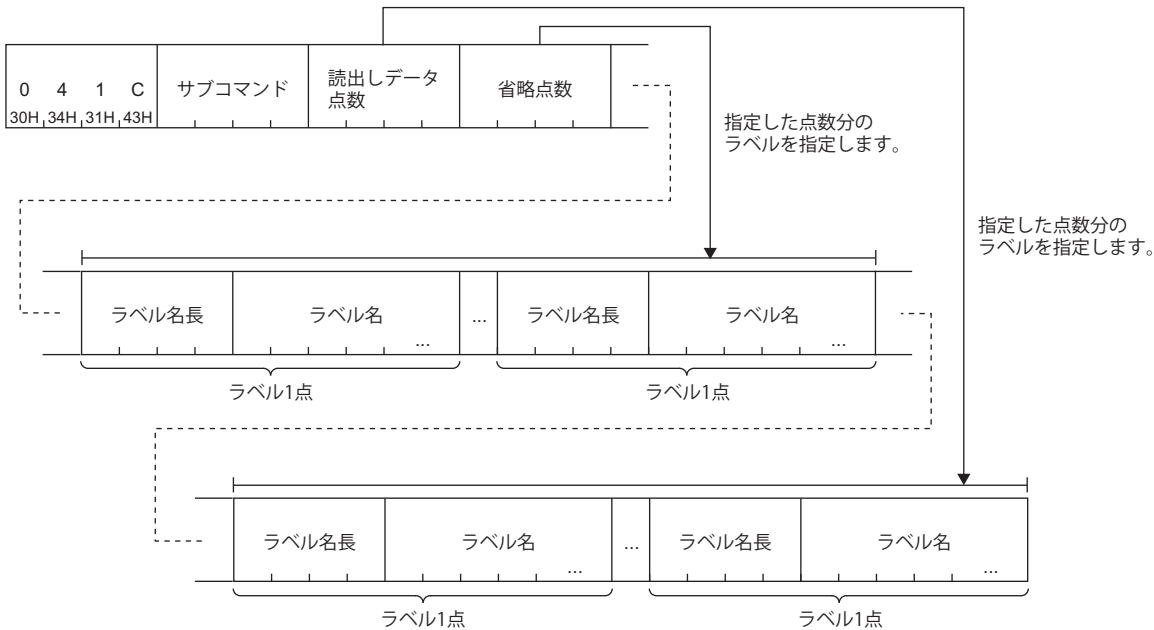 0 4 1 C
30H 34H 31H 43H
サブコマンド
読出しデータ
点数
省略点数
指定した点数分の
ラベルを指定します。
指定した点数分の
ラベルを指定します。
ラベル名長
ラベル名
...
...
ラベル名長
ラベル名
...
ラベル1点
ラベル1点
ラベル名長
ラベル名
...
...
ラベル名長
ラベル名
...
ラベル1点
ラベル1点